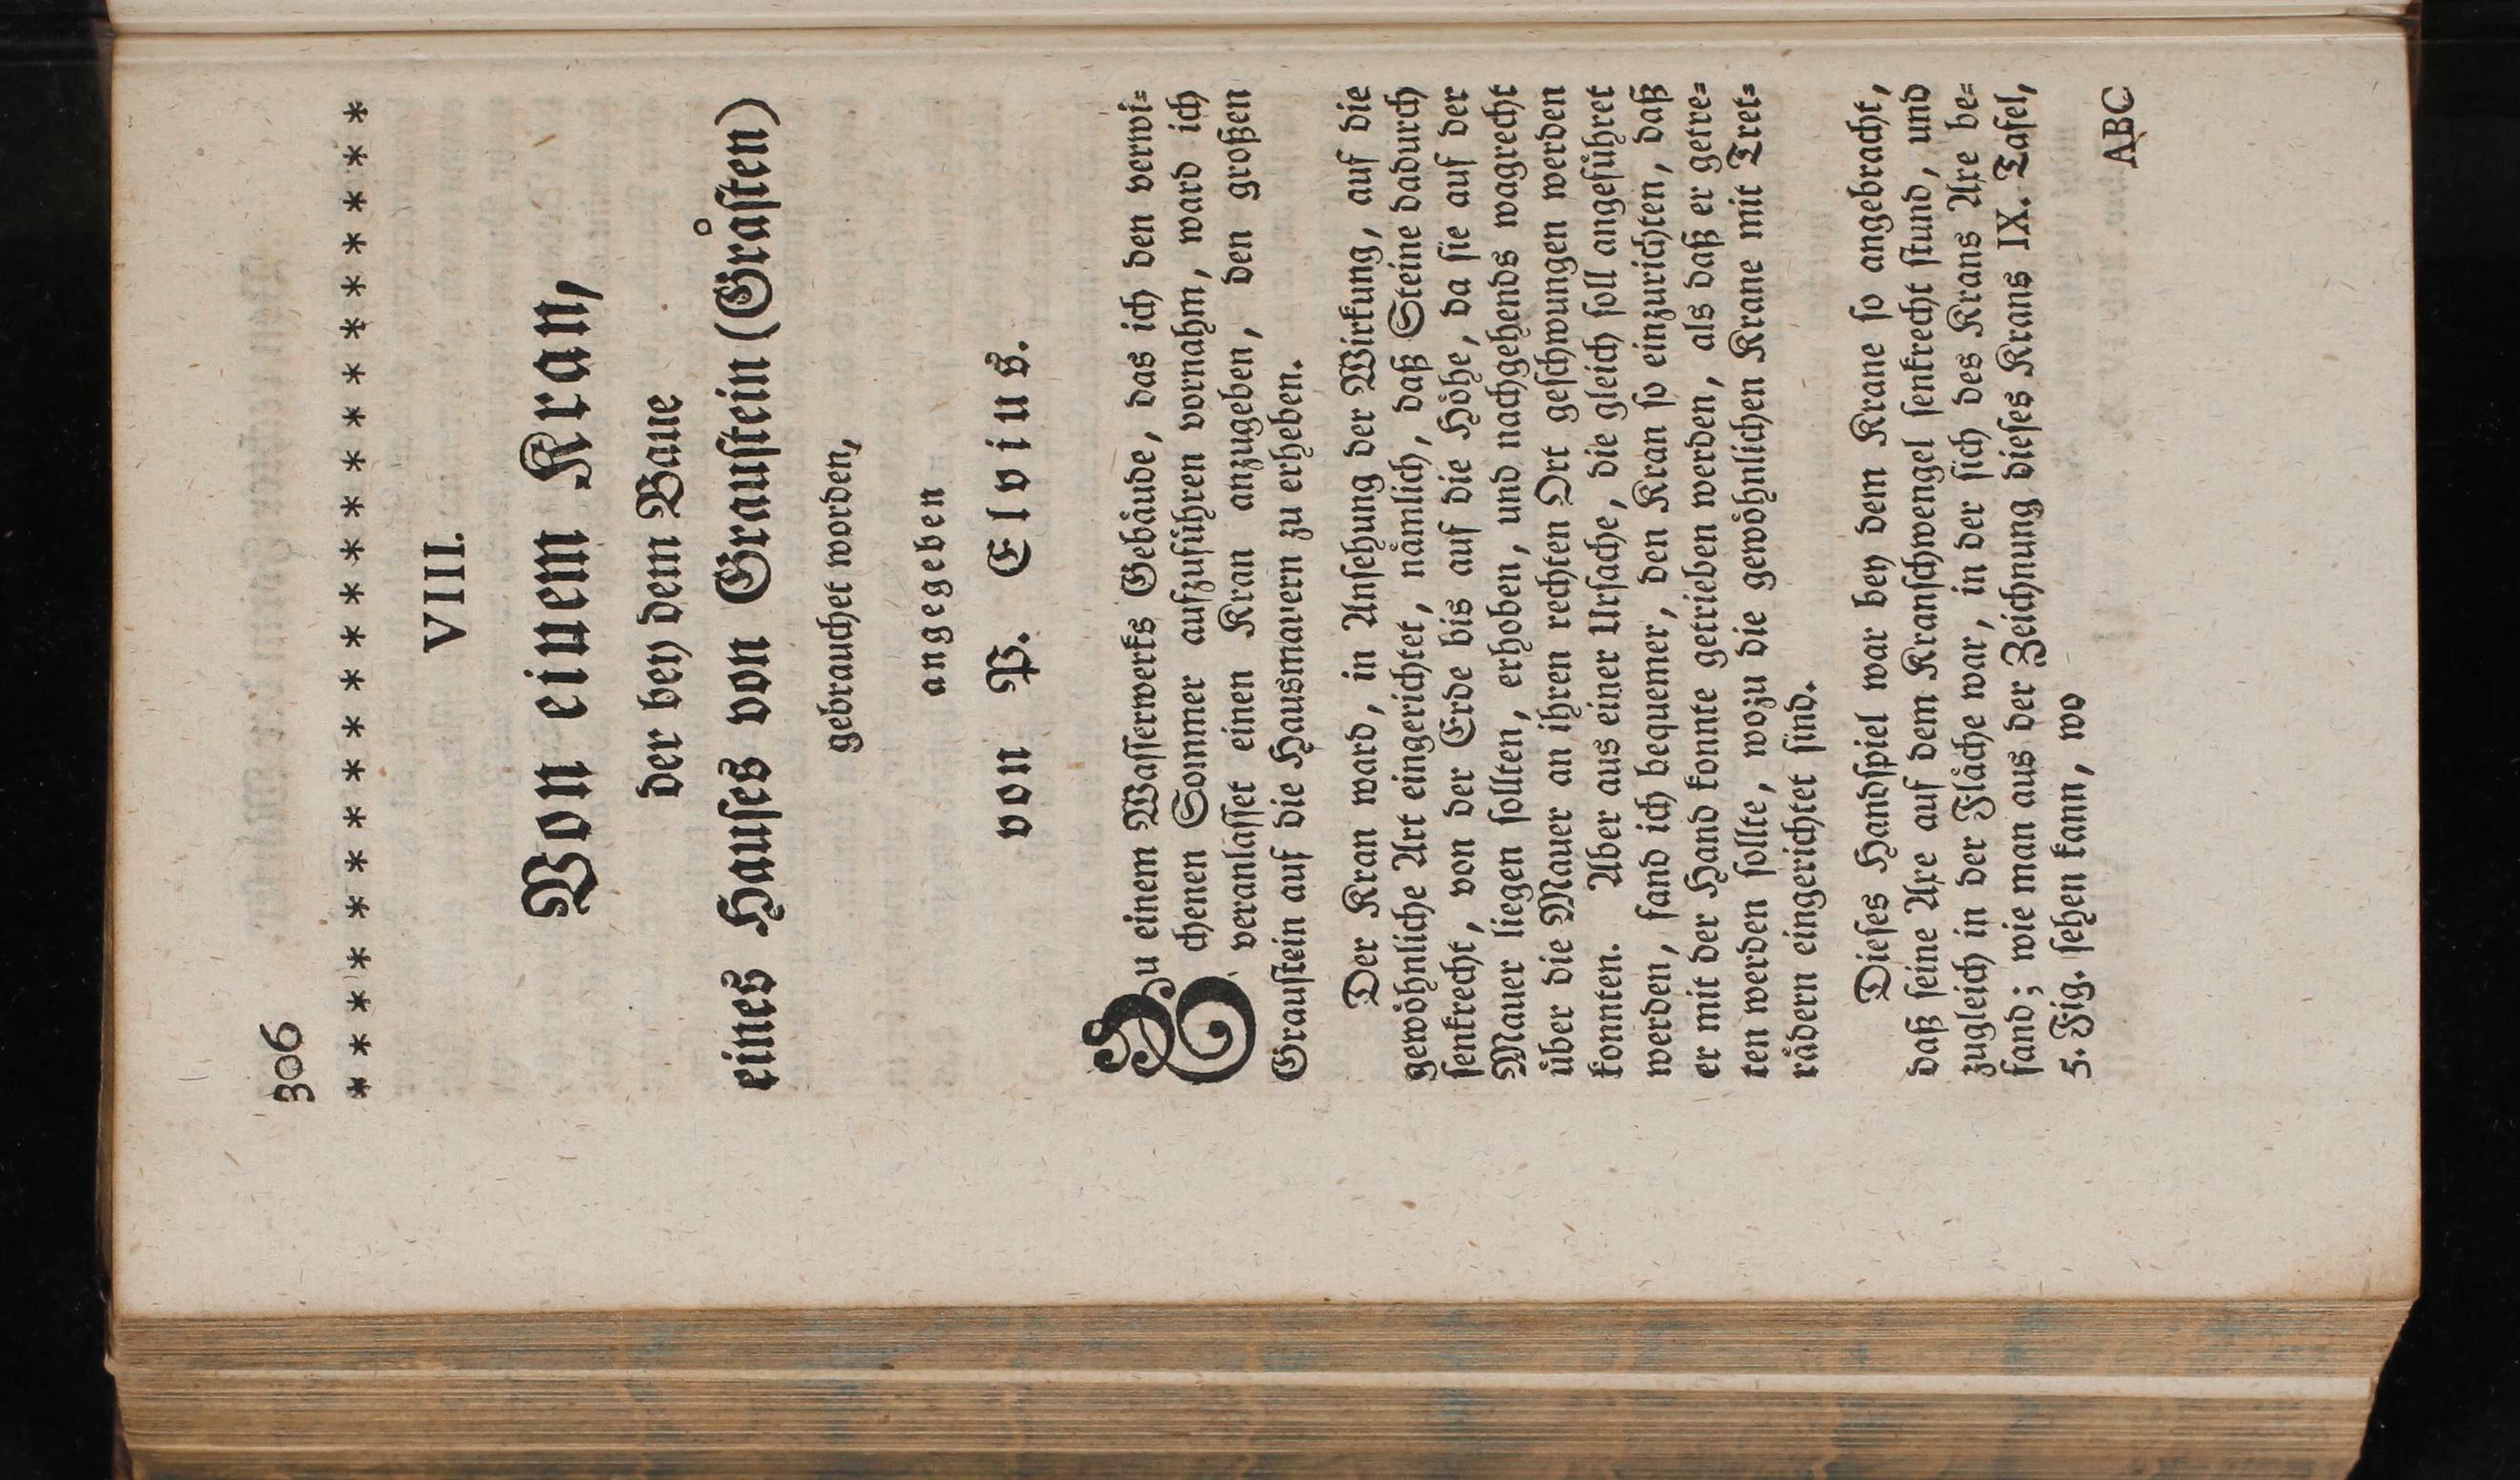 306
* * * * * * * * * * * * * * * * * * * * * * *
VIII.
Von einem Kran,
der bey dem Baue
eines Hauses von Graustein (Gråsten)
gebrauchet worden,
angegeben
von P. Elvius.
Zu einem Wasserwerks Gebäude, das ich den verwi-
chenen Sommer aufzuführen vornahm, ward ich
veranlasset einen Kran anzugeben, den großen
Graustein auf die Hausmauern zu erheben.
Der Kran ward, in Ansehung der Wirkung, auf die
gewöhnliche Art eingerichtet, nämlich, daß Steine dadurch
senkrecht, von der Erde bis auf die Höhe, da sie auf der
Mauer liegen sollten, erhoben, und nachgehends wagrecht
über die Mauer an ihren rechten Ort geschwungen werden
konnten. Aber aus einer Ursache, die gleich soll angeführet
werden, fand ich bequemer, den Kran so einzurichten, daß
er mit der Hand konnte getrieben werden, als daß er getre-
ten werden sollte, wozu die gewöhnlichen Krane mit Tret-
rädern eingerichtet sind.
Dieses Handspiel war bey dem Krane so angebracht,
daß seine Axe auf dem Kranschwengel senkrecht stund, und
zugleich in der Fläche war, in der sich des Krans Axe be-
fand; wie man aus der Zeichnung dieses Krans IX. Tafel,
5. Fig. sehen kann, wo
ABC